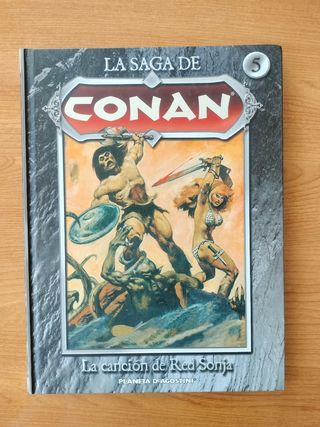 LA SAGA DE
5
CONAN®
La canción de Red Sonja
PLANETA DEAGOSTINI